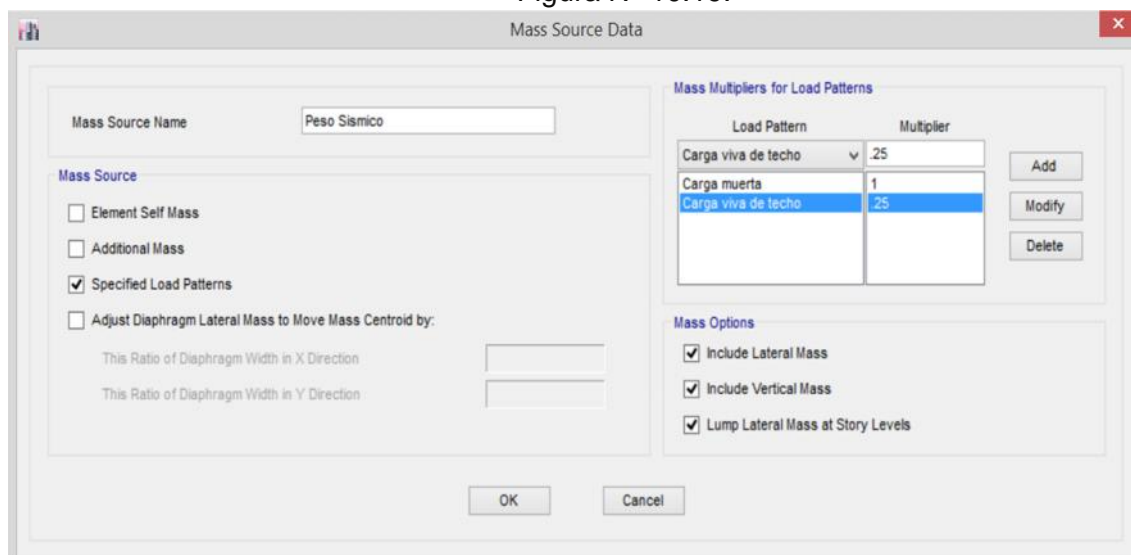 Mass Source Data
Mass Source Name
Peso Sismico
Mass Source
Element Self Mass
Additional Mass
Specified Load Patterns
Adjust Diaphragm Lateral Mass to Move Mass Centroid by:
This Ratio of Diaphragm Width in X Direction
This Ratio of Diaphragm Width in Y Direction
Mass Multipliers for Load Patterns
Load Pattern Multiplier
Carga viva de techo .25
Carga muerta 1
Carga viva de techo .25
Add
Modify
Delete
Mass Options
Include Lateral Mass
Include Vertical Mass
Lump Lateral Mass at Story Levels
OK Cancel